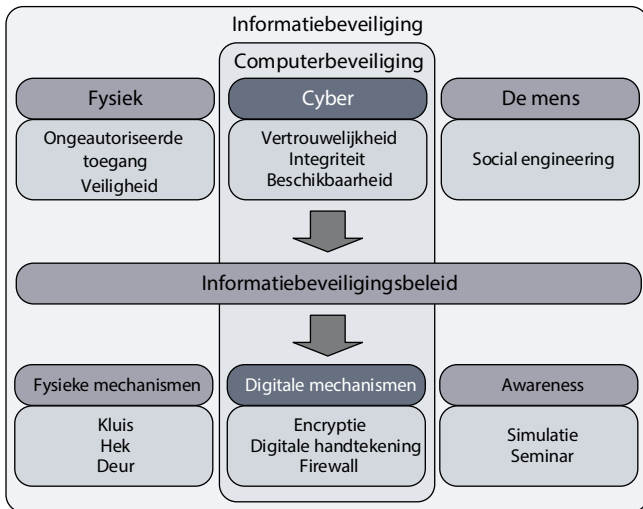 Informatiebeveiliging
Computerbeveiliging
Fysiek
Ongeautoriseerde
toegang
Veiligheid
Cyber
Vertrouwelijkheid
Integriteit
Beschikbaarheid
De mens
Social engineering
Informatiebeveiligingsbeleid
Fysieke mechanismen
Kluis
Hek
Deur
Digitale mechanismen
Encryptie
Digitale handtekening
Firewall
Awareness
Simulatie
Seminar